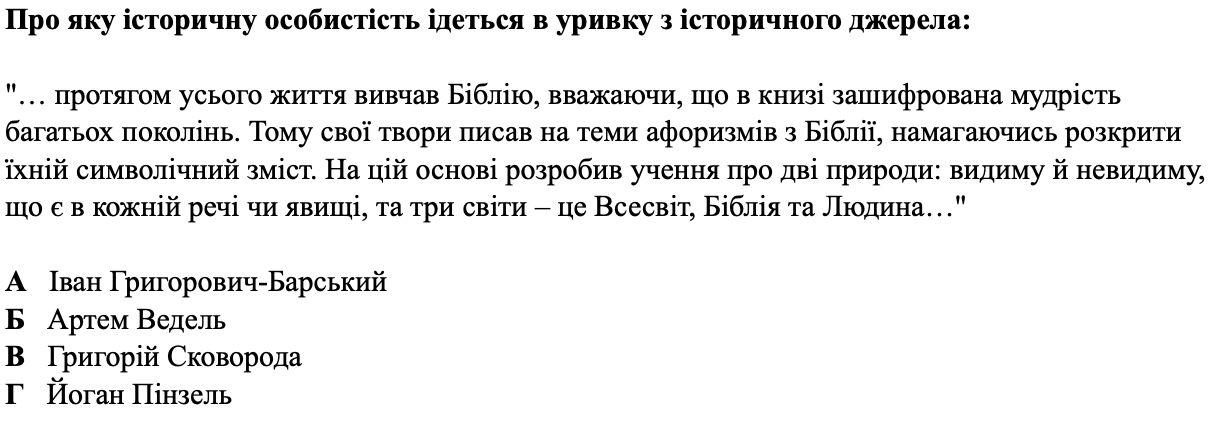 Про яку історичну особистість ідеться в уривку з історичного джерела:
"… протягом усього життя вивчав Біблію, вважаючи, що в книзі зашифрована мудрість
багатьох поколінь. Тому свої твори писав на теми афоризмів з Біблії, намагаючись розкрити
їхній символічний зміст. На цій основі розробив учення про дві природи: видиму й невидиму,
що є в кожній речі чи явищі, та три світи – це Всесвіт, Біблія та Людина…"
А Іван Григорович-Барський
Б Артем Ведель
В Григорій Сковорода
Г Йоган Пінзель